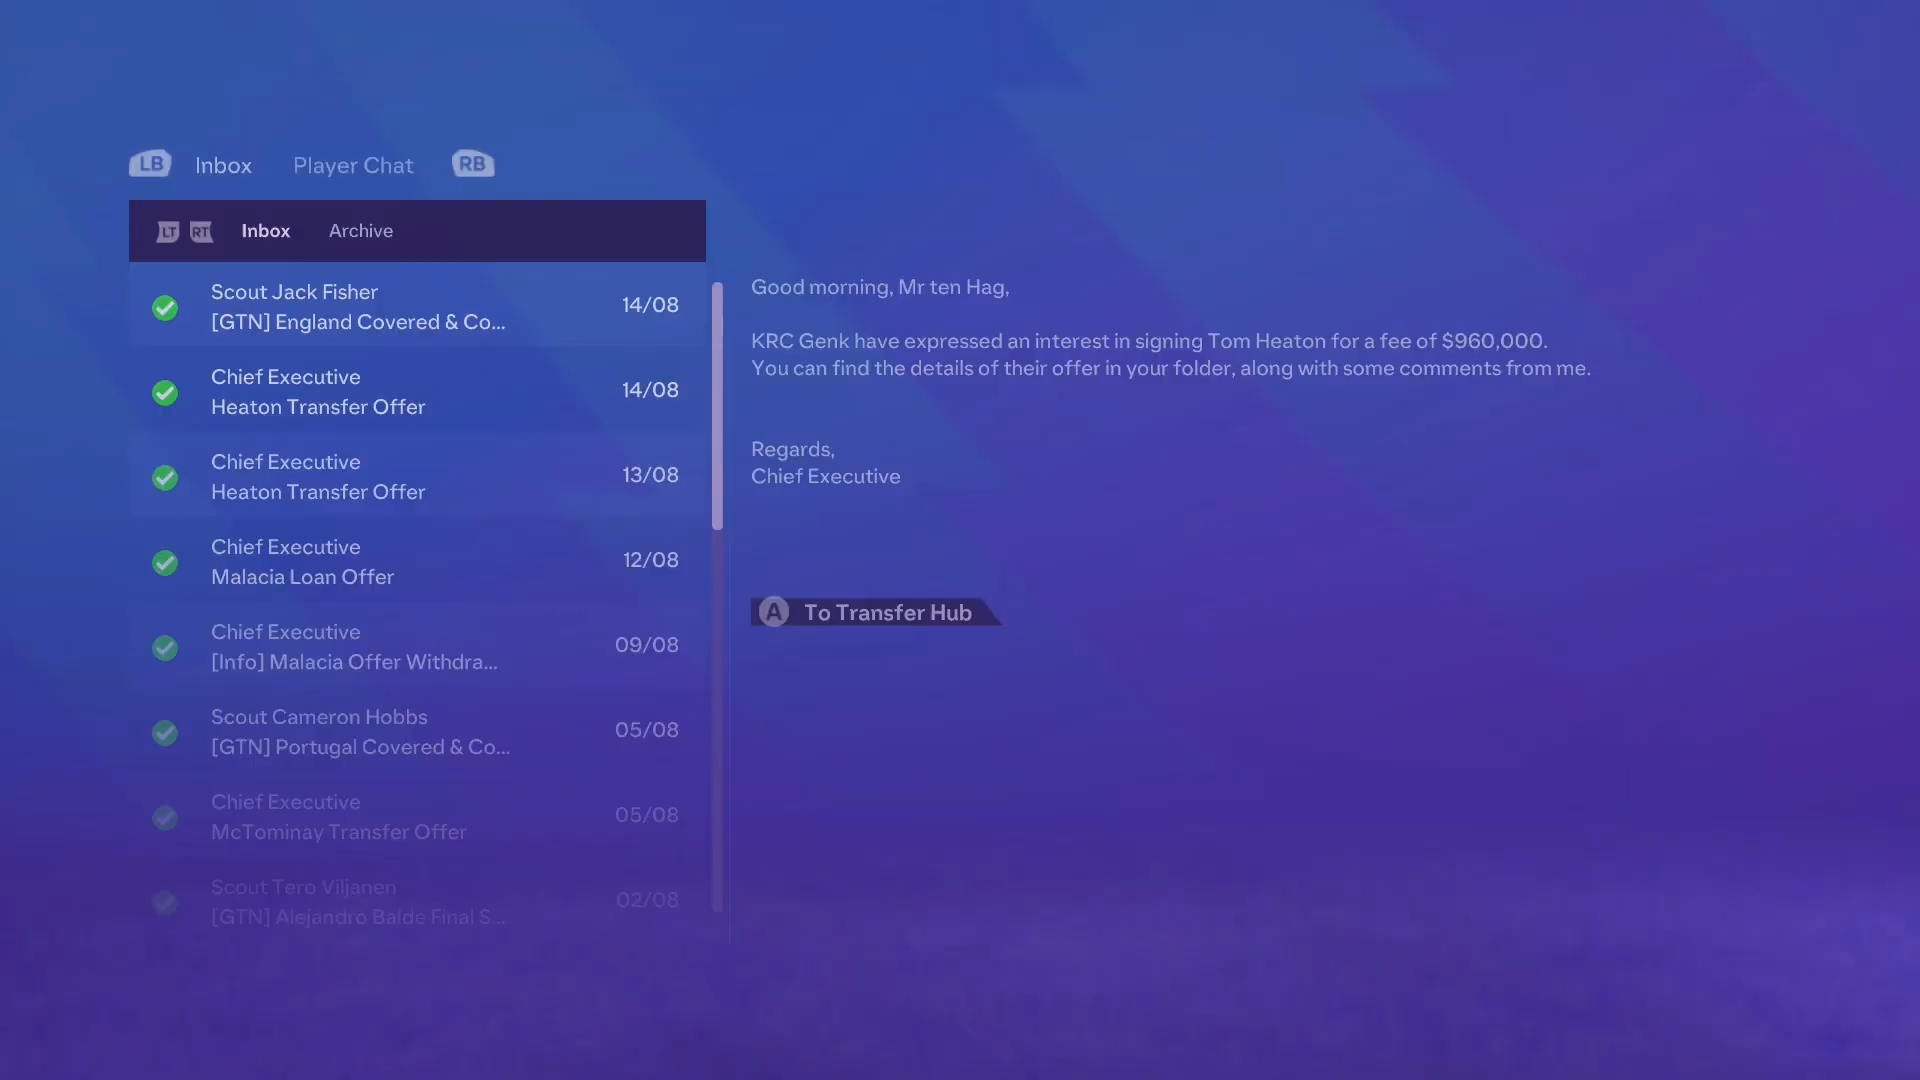 LB Inbox Player Chat RB
LT RT Inbox Archive
Scout Jack Fisher
[GTN] England Covered & Co...
14/08
Chief Executive
Heaton Transfer Offer
14/08
Chief Executive
Heaton Transfer Offer
13/08
Chief Executive
Malacia Loan Offer
12/08
Chief Executive
[Info] Malacia Offer Withdra...
09/08
Scout Cameron Hobbs
[GTN] Portugal Covered & Co...
05/08
Chief Executive
McTominay Transfer Offer
05/08
Scout Tero Viljanen
[GTN] Alejandro Balde Final S...
02/08
Good morning, Mr ten Hag,
KRC Genk have expressed an interest in signing Tom Heaton for a fee of $960,000.
You can find the details of their offer in your folder, along with some comments from me.
Regards,
Chief Executive
A To Transfer Hub